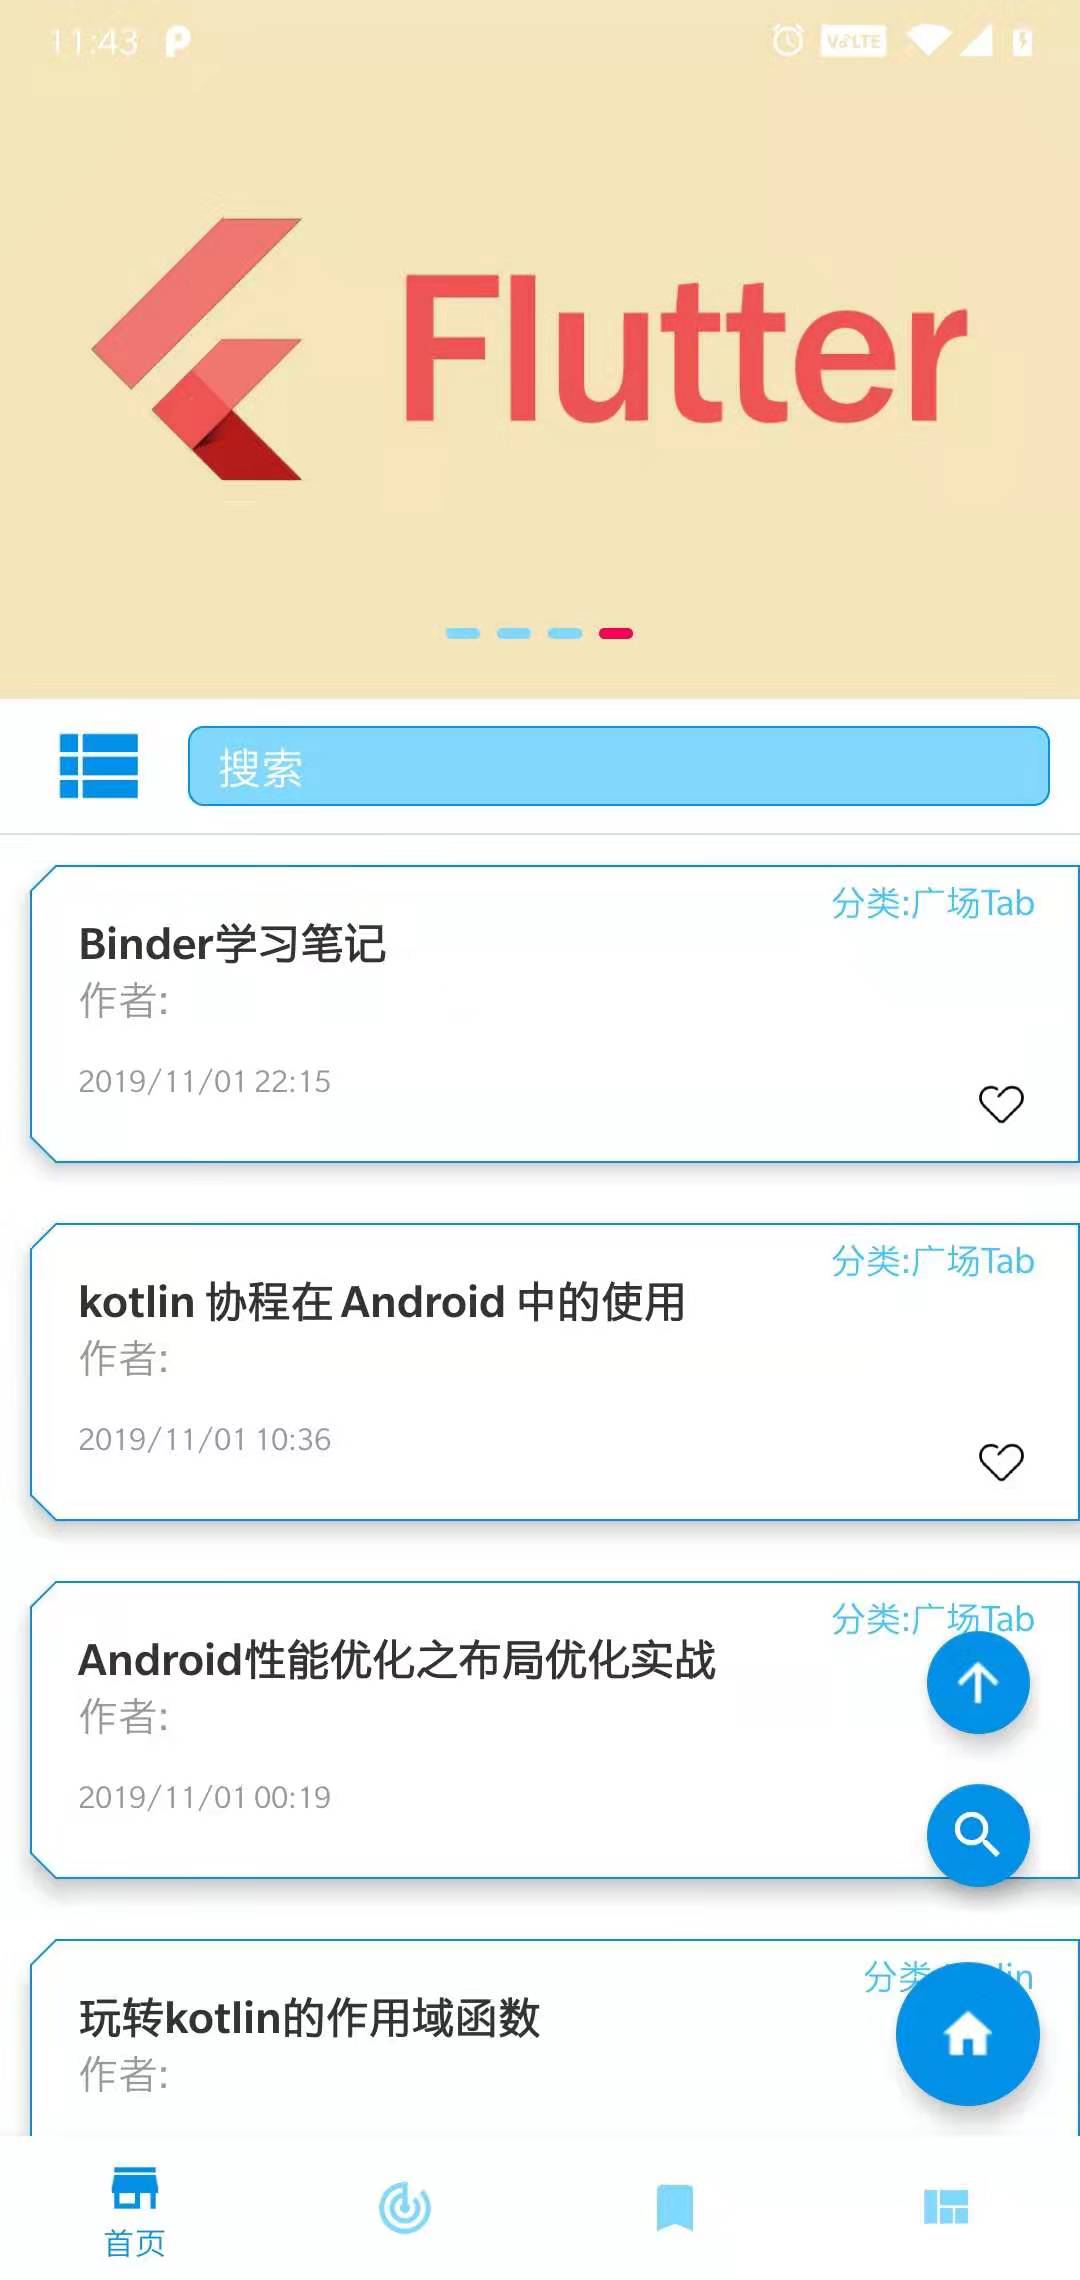 11:43
VoLTE
Flutter
搜索
分类:广场Tab
Binder学习笔记
作者:
2019/11/01 22:15
分类:广场Tab
kotlin 协程在 Android 中的使用
作者:
2019/11/01 10:36
分类:广场Tab
Android性能优化之布局优化实战
作者:
2019/11/01 00:19
分类
玩转kotlin的作用域函数
作者:
首页